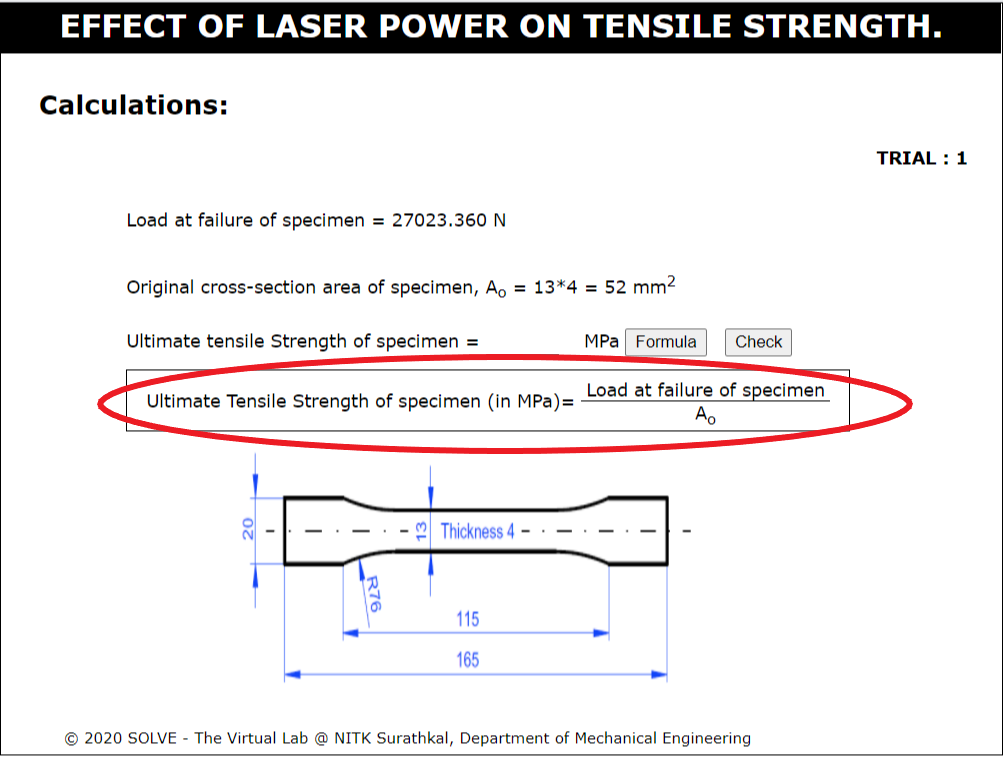 EFFECT OF LASER POWER ON TENSILE STRENGTH.
Calculations:
TRIAL : 1
Load at failure of specimen = 27023.360 N
Original cross-section area of specimen, Aₒ = 13*4 = 52 mm²
Ultimate tensile Strength of specimen = MPa Formula Check
Ultimate Tensile Strength of specimen (in MPa)= Load at failure of specimen
Aₒ
20
13
Thickness 4
R76
115
165
© 2020 SOLVE - The Virtual Lab @ NITK Surathkal, Department of Mechanical Engineering